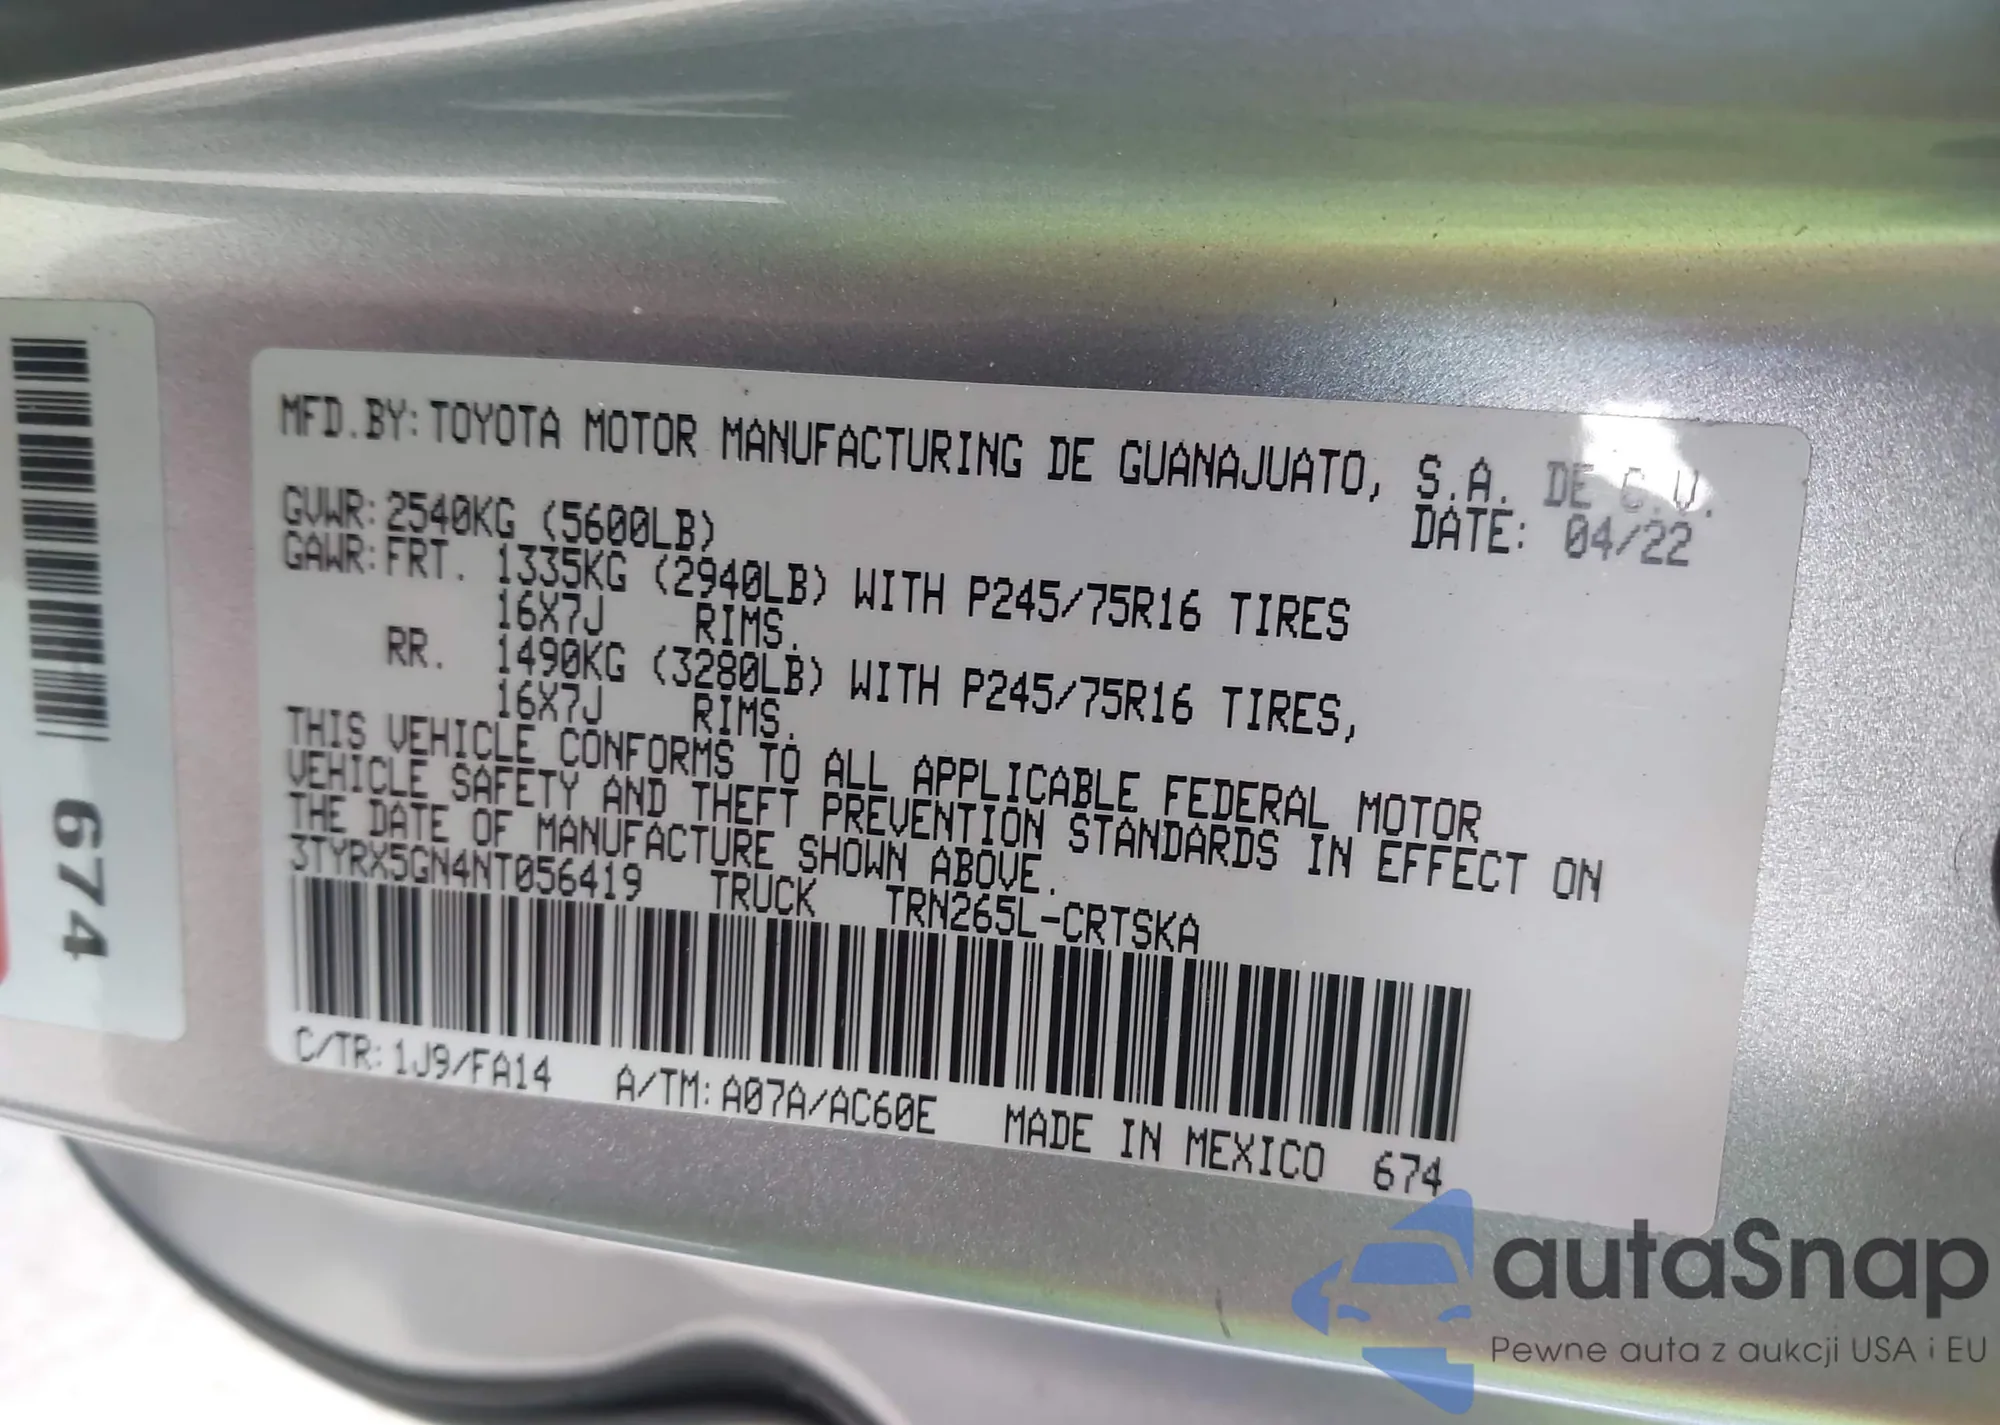 MFD.BY:TOYOTA MOTOR MANUFACTURING DE GUANAJUATO, S.A. DE C.V.
GVWR:2540KG (5600LB) DATE: 04/22
GAWR:FRT. 1335KG (2940LB) WITH P245/75R16 TIRES
16X7J RIMS.
RR. 1490KG (3280LB) WITH P245/75R16 TIRES,
16X7J RIMS.
THIS VEHICLE CONFORMS TO ALL APPLICABLE FEDERAL MOTOR
VEHICLE SAFETY AND THEFT PREVENTION STANDARDS IN EFFECT ON
THE DATE OF MANUFACTURE SHOWN ABOVE.
3TYRX5GN4NT056419 TRUCK TRN265L-CRTSKA
C/TR:1J9/FA14 A/TM:A07A/AC60E MADE IN MEXICO 674
674
autaSnap
Pewne auta z aukcji USA i EU